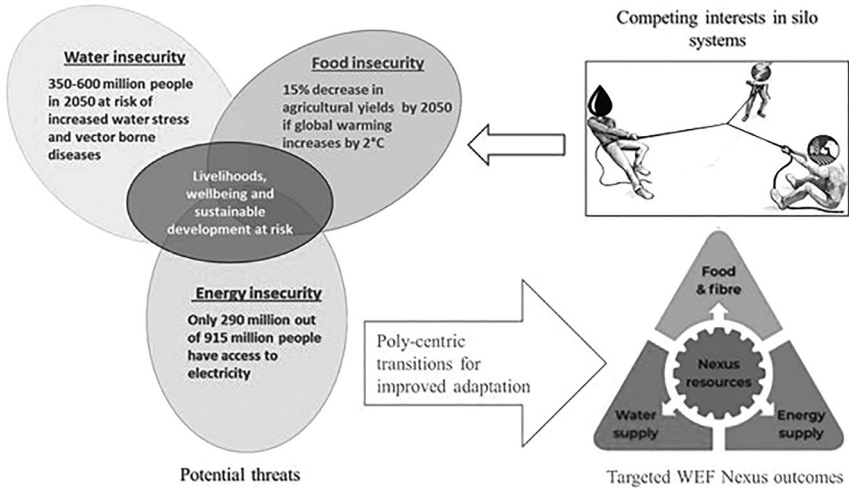 Water insecurity
350-600 million people
in 2050 at risk of
increased water stress
and vector borne
diseases
Food insecurity
15% decrease in
agricultural yields by 2050
if global warming
increases by 2°C
Livelihoods,
wellbeing and
sustainable
development at risk
Energy insecurity
Only 290 million out
of 915 million people
have access to
electricity
Potential threats
Competing interests in silo
systems
Poly-centric
transitions for
improved adaptation
Food
& fibre
Nexus
resources
Water
supply
Energy
supply
Targeted WEF Nexus outcomes